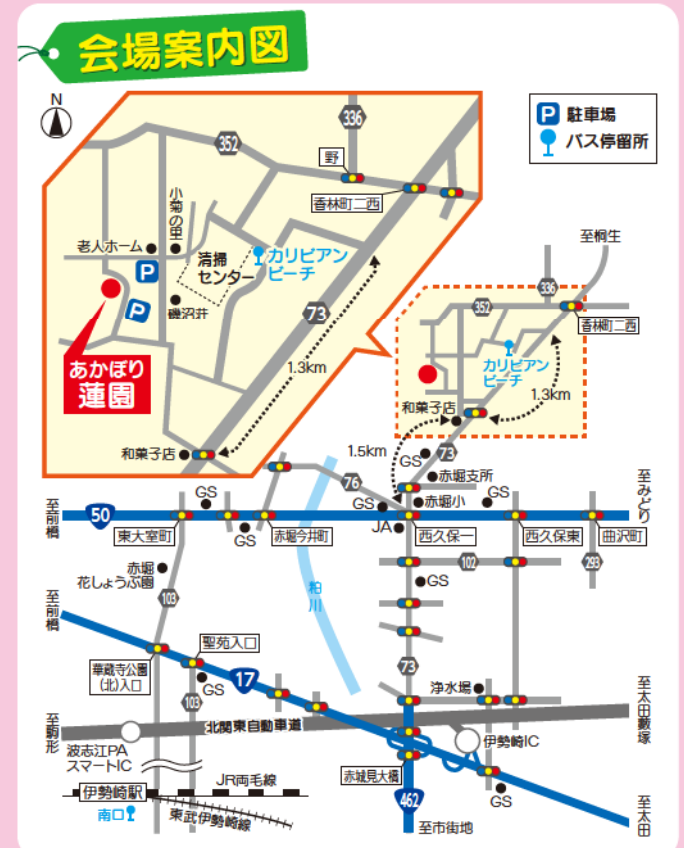 会場案内図
N
P 駐車場
バス停留所
336
352
野
香林町二西
小菊の里
老人ホーム
清掃
センター
カリビアン
ビーチ
P
P
磯沼荘
73
1.3km
あかぼり
蓮園
和菓子店
至桐生
336
352
香林町二西
カリビアン
ビーチ
1.3km
和菓子店
1.5km
73
GS
赤堀支所
76
GS
赤堀小
GS
JA
至みどり
至前橋
50
GS
GS
東大室町
赤堀今井町
西久保一
西久保東
曲沢町
赤堀
花しょうぶ園
103
粕川
102
293
GS
至前橋
聖苑入口
華蔵寺公園
(北)入口
GS
17
103
73
浄水場
至太田藪塚
至駒形
北関東自動車道
波志江PA
スマートIC
伊勢崎IC
赤城見大橋
GS
JR両毛線
伊勢崎駅
南口
東武伊勢崎線
462
至市街地
至太田